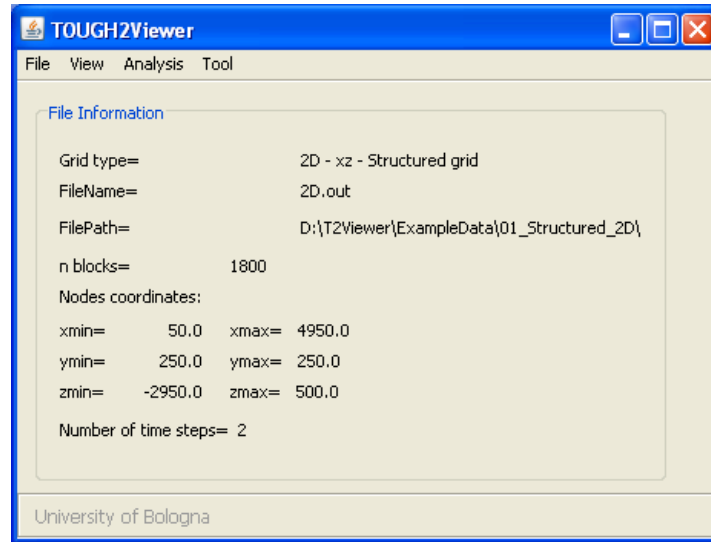 TOUGH2Viewer
File View Analysis Tool
File Information
Grid type= 2D - xz - Structured grid
FileName= 2D.out
FilePath= D:\T2Viewer\ExampleData\01_Structured_2D\
n blocks= 1800
Nodes coordinates:
xmin= 50.0 xmax= 4950.0
ymin= 250.0 ymax= 250.0
zmin= -2950.0 zmax= 500.0
Number of time steps= 2
University of Bologna